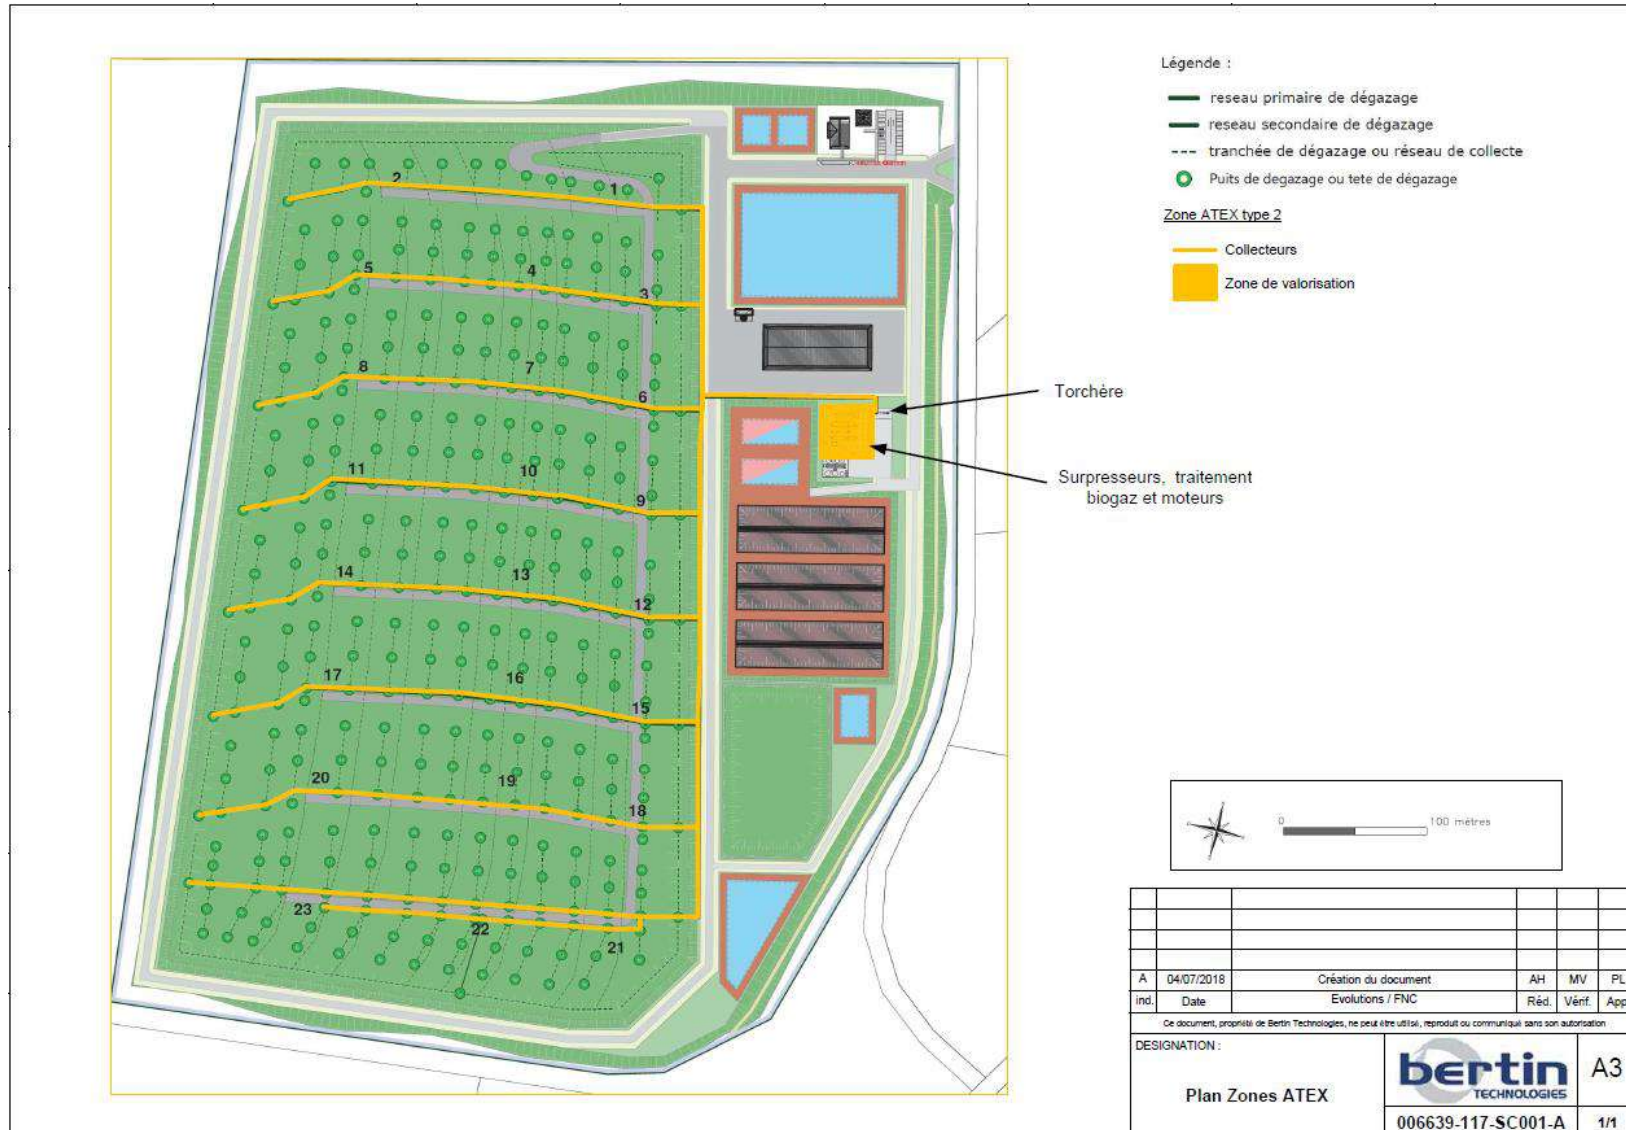 Légende :
reseau primaire de dégazage
reseau secondaire de dégazage
tranchée de dégazage ou réseau de collecte
Puits de degazage ou tete de dégazage
Zone ATEX type 2
Collecteurs
Zone de valorisation
2
1
5
4
3
8
7
6
11
10
9
14
13
12
17
16
15
20
19
18
23
22
21
Torchère
Surpresseurs, traitement
biogaz et moteurs
0 100 mètres
A 04/07/2018 Création du document AH MV PL
ind. Date Evolutions / FNC Réd. Vérif. App
Ce document, propriété de Bertin Technologies, ne peut être utilisé, reproduit ou communiqué sans son autorisation
DESIGNATION :
Plan Zones ATEX
bertin
TECHNOLOGIES
A3
006639-117-SC001-A 1/1